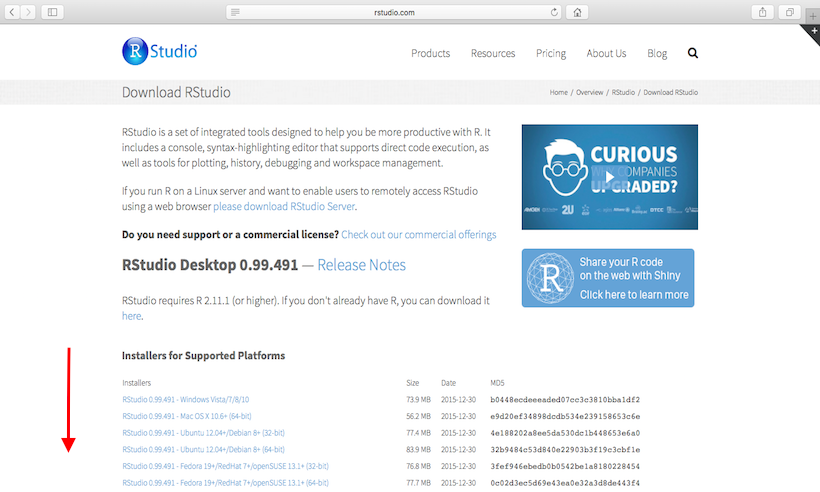 rstudio.com
R Studio
Products Resources Pricing About Us Blog
Download RStudio
Home / Overview / RStudio / Download RStudio
RStudio is a set of integrated tools designed to help you be more productive with R. It
includes a console, syntax-highlighting editor that supports direct code execution, as
well as tools for plotting, history, debugging and workspace management.
If you run R on a Linux server and want to enable users to remotely access RStudio
using a web browser please download RStudio Server.
Do you need support or a commercial license? Check out our commercial offerings
RStudio Desktop 0.99.491 — Release Notes
RStudio requires R 2.11.1 (or higher). If you don't already have R, you can download it
here.
CURIOUS
WHY COMPANIES
UPGRADED?
2U
DTCC
R
Share your R code
on the web with Shiny
Click here to learn more
Installers for Supported Platforms
Installers Size Date MD5
RStudio 0.99.491 - Windows Vista/7/8/10 73.9 MB 2015-12-30 b0448ecdeeeaded07cc3c3810bba1df2
RStudio 0.99.491 - Mac OS X 10.6+ (64-bit) 56.2 MB 2015-12-30 e9d20ef34898dcdb534e239158653c6e
RStudio 0.99.491 - Ubuntu 12.04+/Debian 8+ (32-bit) 77.4 MB 2015-12-30 4e188202a8ee5da530dc1b448653e6a0
RStudio 0.99.491 - Ubuntu 12.04+/Debian 8+ (64-bit) 83.9 MB 2015-12-30 32b9484c53d840e22903b3f19c3cbf1e
RStudio 0.99.491 - Fedora 19+/RedHat 7+/openSUSE 13.1+ (32-bit) 76.8 MB 2015-12-30 3fef946ebedb0b0542be1a8180228454
RStudio 0.99.491 - Fedora 19+/RedHat 7+/openSUSE 13.1+ (64-bit) 77.7 MB 2015-12-30 0c02d3ec5d69e43ea0e32a3d8de443f4